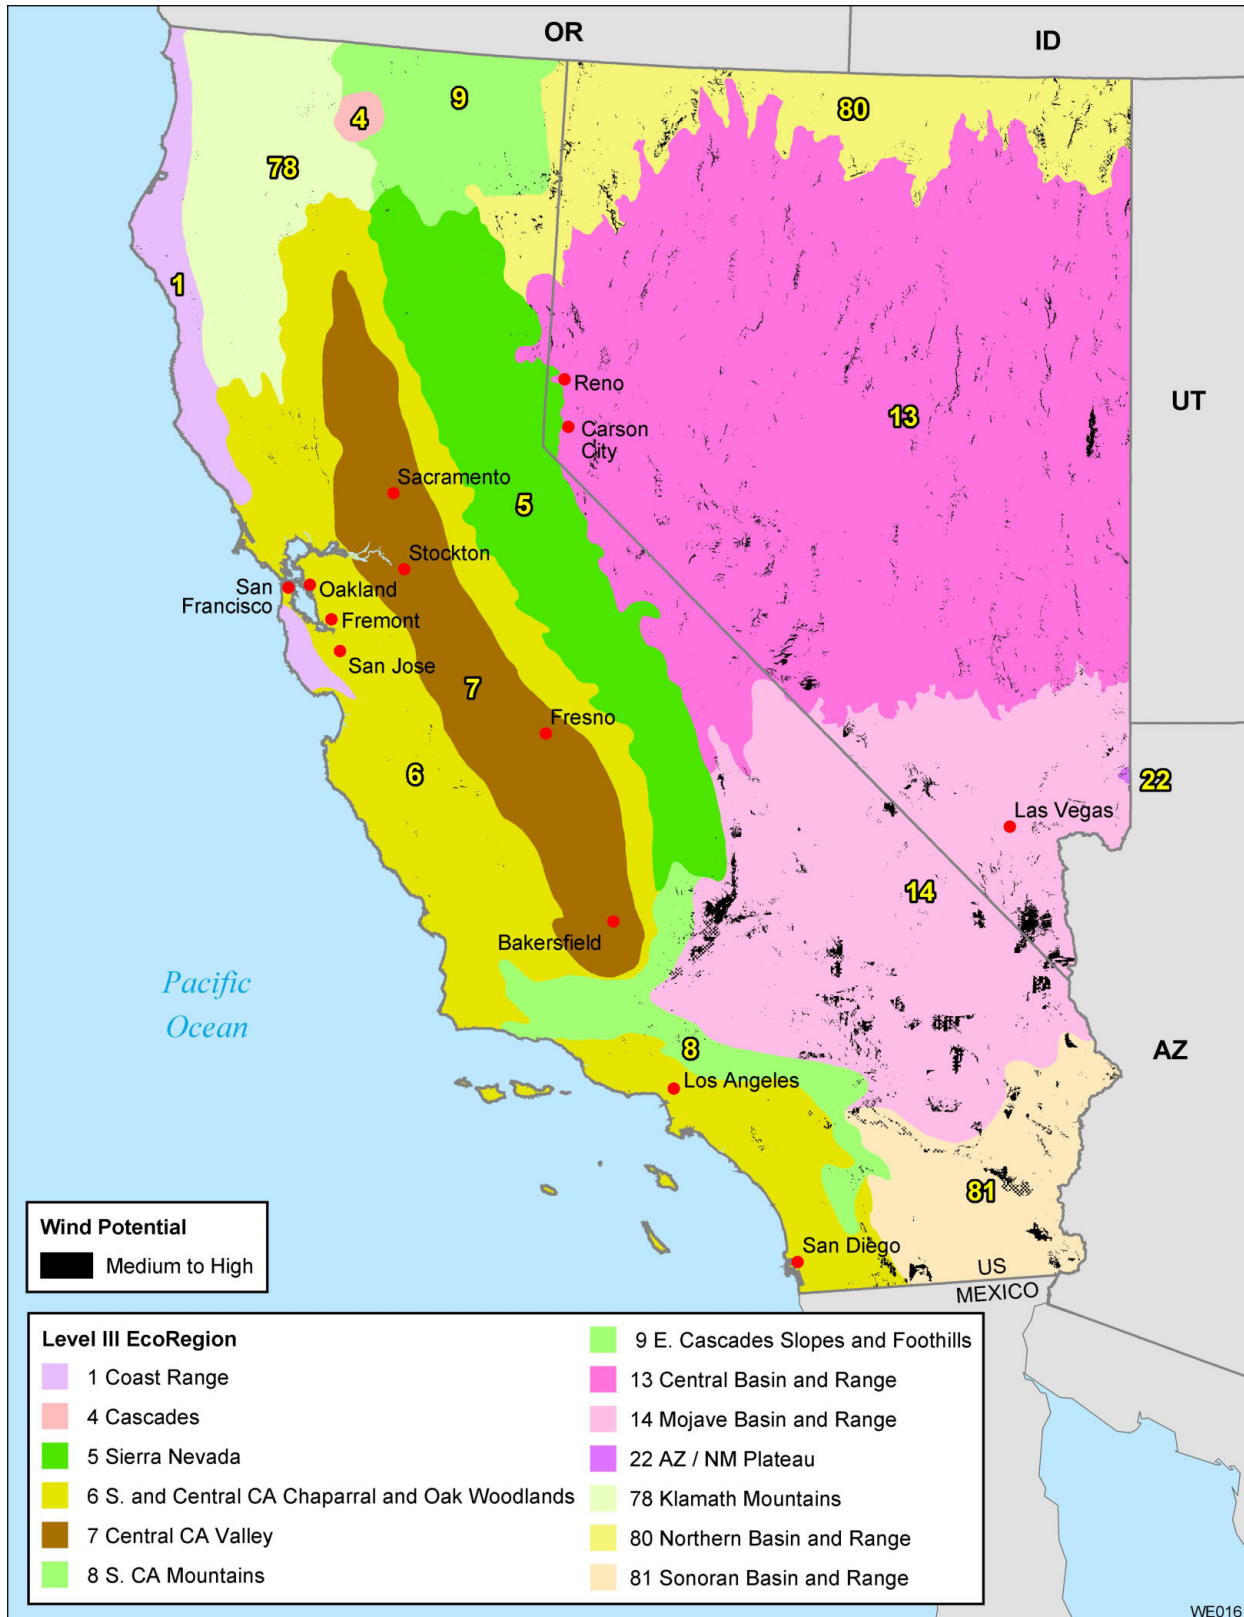 OR
ID
9
80
4
78
1
Reno
13
UT
Carson
City
Sacramento
5
Stockton
San
Francisco
Oakland
Fremont
San Jose
7
Fresno
6
22
Las Vegas
14
Bakersfield
Pacific
Ocean
8
AZ
Los Angeles
81
San Diego
US
MEXICO
Wind Potential
Medium to High
Level III EcoRegion
1 Coast Range
4 Cascades
5 Sierra Nevada
6 S. and Central CA Chaparral and Oak Woodlands
7 Central CA Valley
8 S. CA Mountains
9 E. Cascades Slopes and Foothills
13 Central Basin and Range
14 Mojave Basin and Range
22 AZ / NM Plateau
78 Klamath Mountains
80 Northern Basin and Range
81 Sonoran Basin and Range
WE016